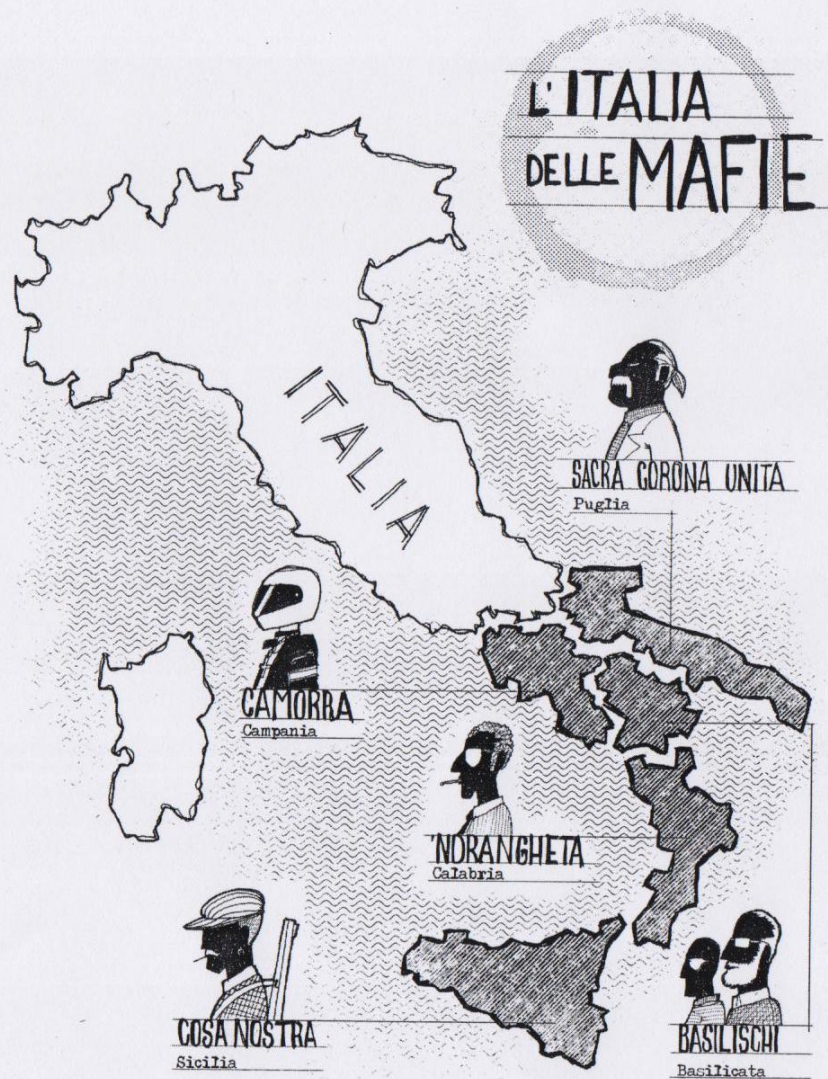 L'ITALIA
DELLE MAFIE
ITALIA
SACRA CORONA UNITA
Puglia
CAMORRA
Campania
'NDRANGHETA
Calabria
COSA NOSTRA
Sicilia
BASILISCHI
Basilicata